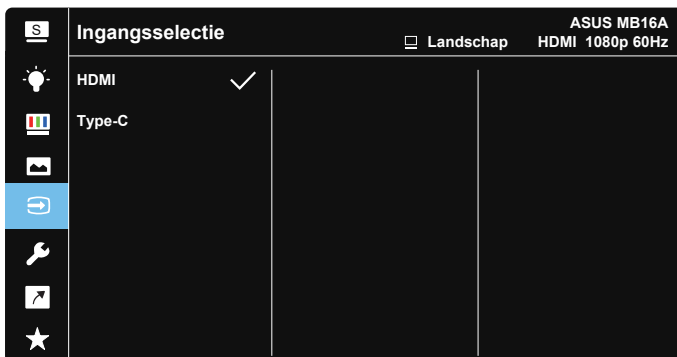 S
Ingangsselectie
ASUS MB16A
Landschap HDMI 1080p 60Hz
HDMI
Type-C